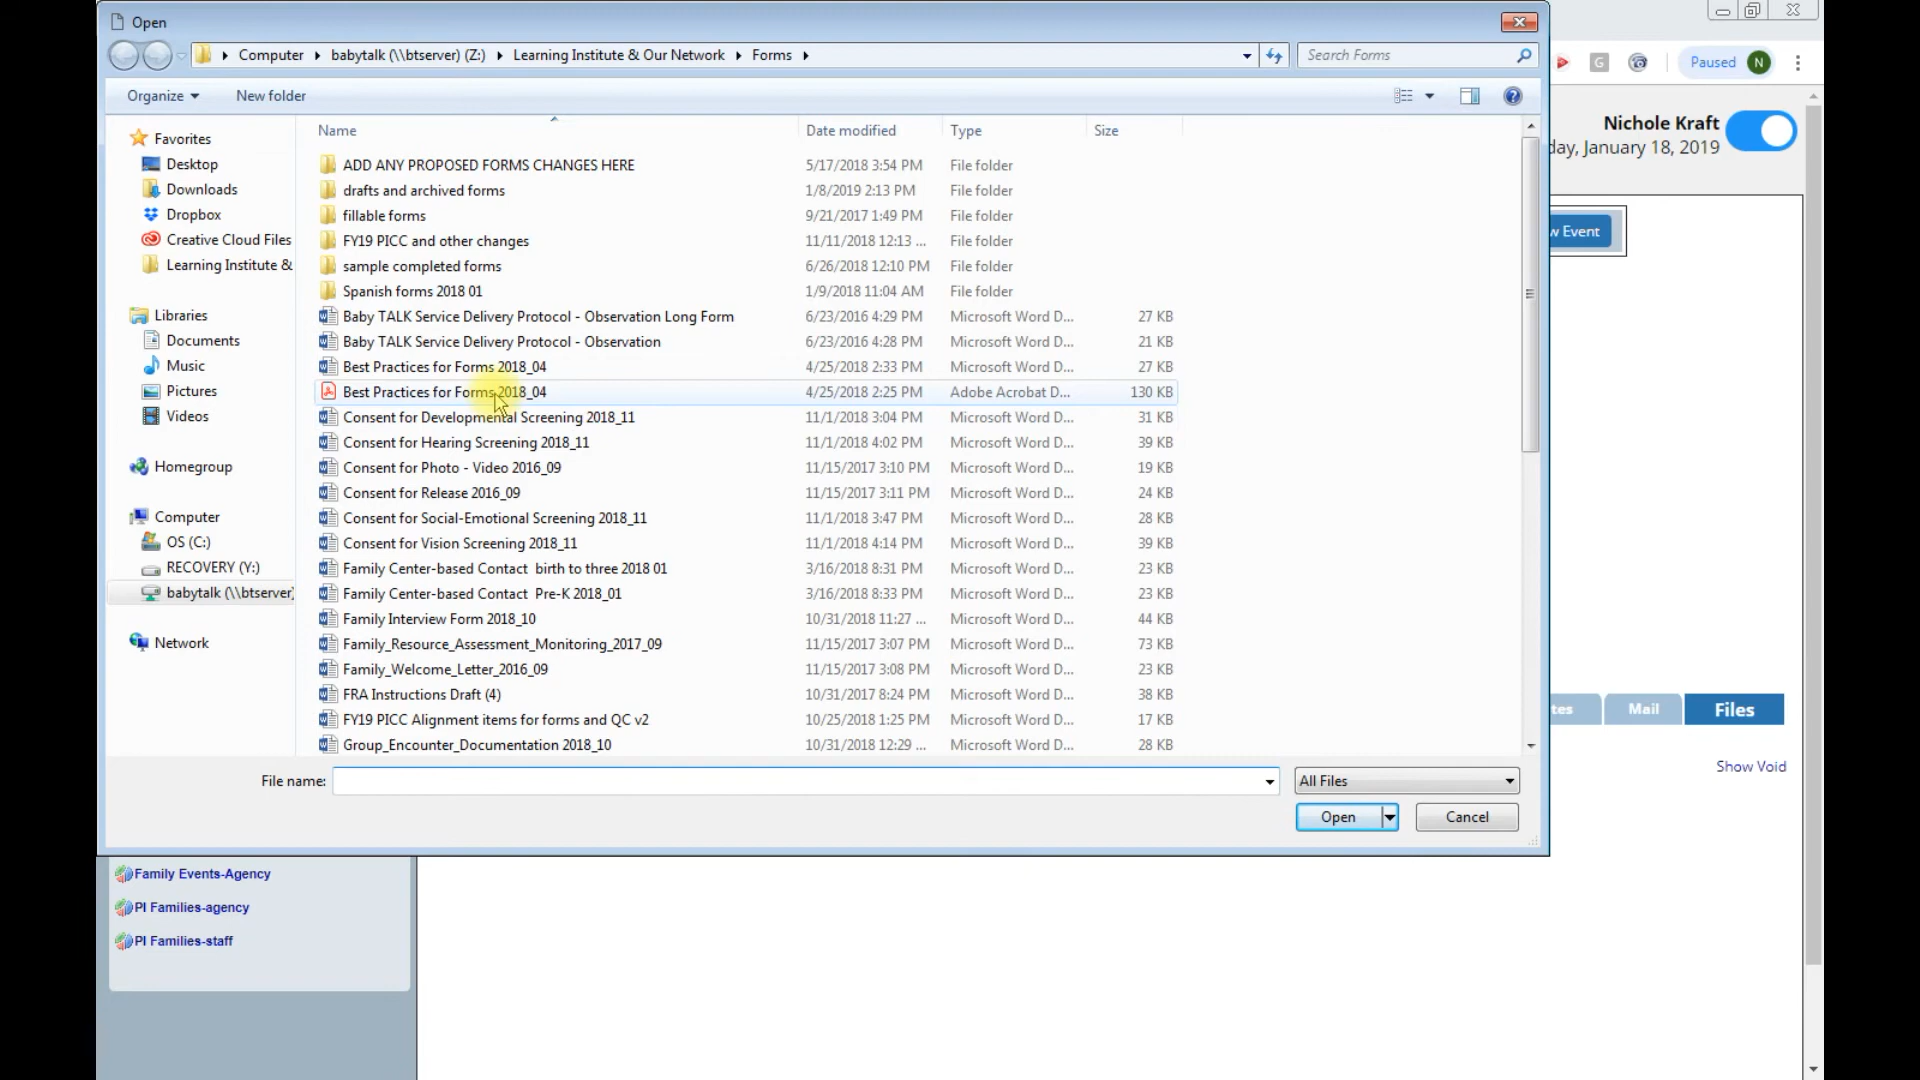 Open
Computer babytalk (\\btserver) (Z:) Learning Institute & Our Network Forms
Search Forms
Organize New folder
Name Date modified Type Size
Favorites
Desktop
Downloads
Dropbox
Creative Cloud Files
Learning Institute &
Libraries
Documents
Music
Pictures
Videos
Homegroup
Computer
OS (C:)
RECOVERY (Y:)
babytalk (\\btserver)
Network
ADD ANY PROPOSED FORMS CHANGES HERE 5/17/2018 3:54 PM File folder
drafts and archived forms 1/8/2019 2:13 PM File folder
fillable forms 9/21/2017 1:49 PM File folder
FY19 PICC and other changes 11/11/2018 12:13 ... File folder
sample completed forms 6/26/2018 12:10 PM File folder
Spanish forms 2018 01 1/9/2018 11:04 AM File folder
Baby TALK Service Delivery Protocol - Observation Long Form 6/23/2016 4:29 PM Microsoft Word D... 27 KB
Baby TALK Service Delivery Protocol - Observation 6/23/2016 4:28 PM Microsoft Word D... 21 KB
Best Practices for Forms 2018_04 4/25/2018 2:33 PM Microsoft Word D... 27 KB
Best Practices for Forms 2018_04 4/25/2018 2:25 PM Adobe Acrobat D... 130 KB
Consent for Developmental Screening 2018_11 11/1/2018 3:04 PM Microsoft Word D... 31 KB
Consent for Hearing Screening 2018_11 11/1/2018 4:02 PM Microsoft Word D... 39 KB
Consent for Photo - Video 2016_09 11/15/2017 3:10 PM Microsoft Word D... 19 KB
Consent for Release 2016_09 11/15/2017 3:11 PM Microsoft Word D... 24 KB
Consent for Social-Emotional Screening 2018_11 11/1/2018 3:47 PM Microsoft Word D... 28 KB
Consent for Vision Screening 2018_11 11/1/2018 4:14 PM Microsoft Word D... 39 KB
Family Center-based Contact birth to three 2018 01 3/16/2018 8:31 PM Microsoft Word D... 23 KB
Family Center-based Contact Pre-K 2018_01 3/16/2018 8:33 PM Microsoft Word D... 23 KB
Family Interview Form 2018_10 10/31/2018 11:27 ... Microsoft Word D... 44 KB
Family_Resource_Assessment_Monitoring_2017_09 11/15/2017 3:07 PM Microsoft Word D... 73 KB
Family_Welcome_Letter_2016_09 11/15/2017 3:08 PM Microsoft Word D... 23 KB
FRA Instructions Draft (4) 10/31/2017 8:24 PM Microsoft Word D... 38 KB
FY19 PICC Alignment items for forms and QC v2 10/25/2018 1:25 PM Microsoft Word D... 17 KB
Group_Encounter_Documentation 2018_10 10/31/2018 12:29 ... Microsoft Word D... 28 KB
File name: All Files
Open Cancel
G Paused N
Nichole Kraft
day, January 18, 2019
w Event
tes Mail Files
Show Void
Family Events-Agency
PI Families-agency
PI Families-staff